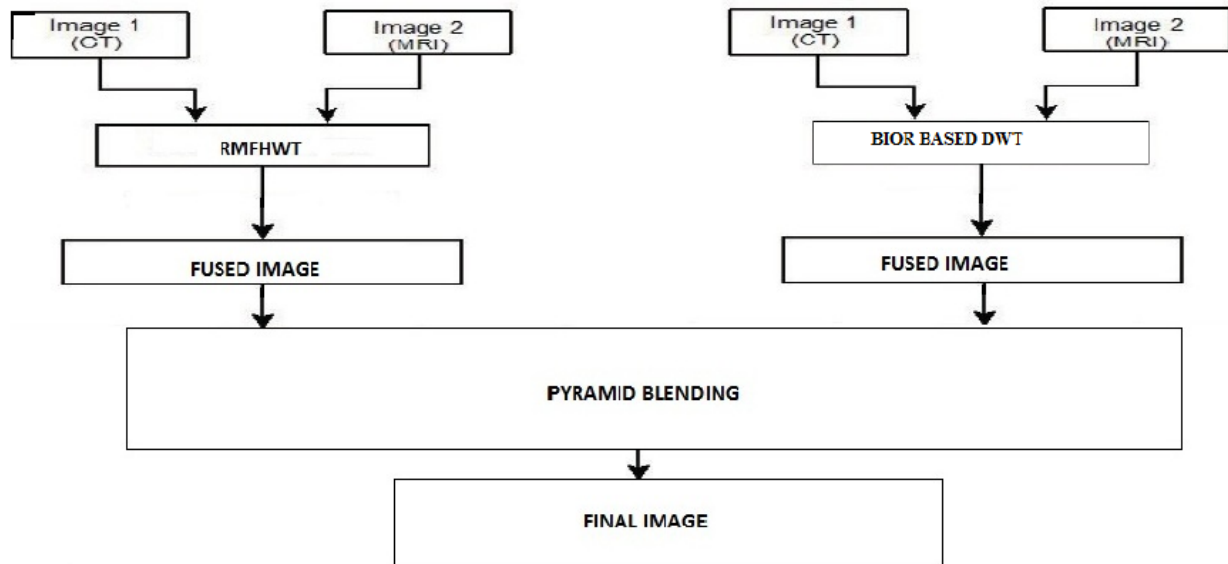 Image 1
(CT)
Image 2
(MRI)
Image 1
(CT)
Image 2
(MRI)
RMFHWT
BIOR BASED DWT
FUSED IMAGE
FUSED IMAGE
PYRAMID BLENDING
FINAL IMAGE